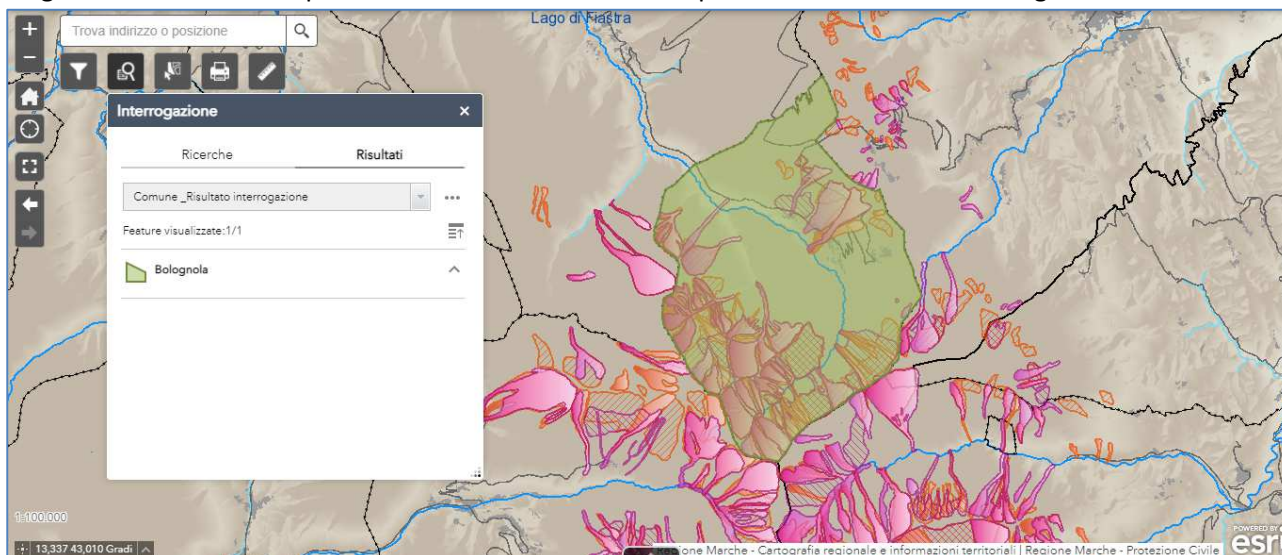 Lago di Fiastra
Trova indirizzo o posizione
Interrogazione
Ricerche
Risultati
Comune _Risultato interrogazione
Feature visualizzate:1/1
Bolognola
1:100.000
13,337 43,010 Gradi
Regione Marche - Cartografia regionale e informazioni territoriali | Regione Marche - Protezione Civile
POWERED BY
esri